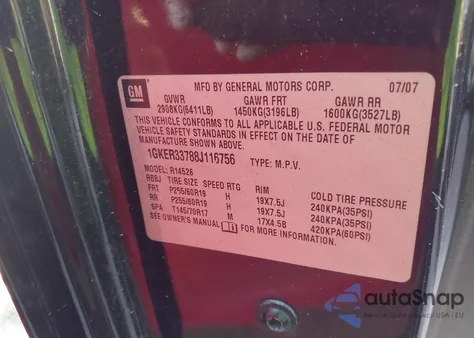 GM
MFD BY GENERAL MOTORS CORP. 07/07
GVWR GAWR FRT GAWR RR
2908KG(6411LB) 1450KG(3196LB) 1600KG(3527LB)
THIS VEHICLE CONFORMS TO ALL APPLICABLE U.S. FEDERAL MOTOR
VEHICLE SAFETY STANDARDS IN EFFECT ON THE DATE OF
MANUFACTURE SHOWN ABOVE.
1GKER33788J116756 TYPE: M.P.V.
MODEL: R14526
RBBJ TIRE SIZE SPEED RTG RIM COLD TIRE PRESSURE
FRT P255/60R19 H 19X7.5J 240KPA(35PSI)
RR P255/60R19 H 19X7.5J 240KPA(35PSI)
SPA T145/70R17 M 17X4.5B 420KPA(60PSI)
SEE OWNER'S MANUAL FOR MORE INFORMATION.
autoSnap